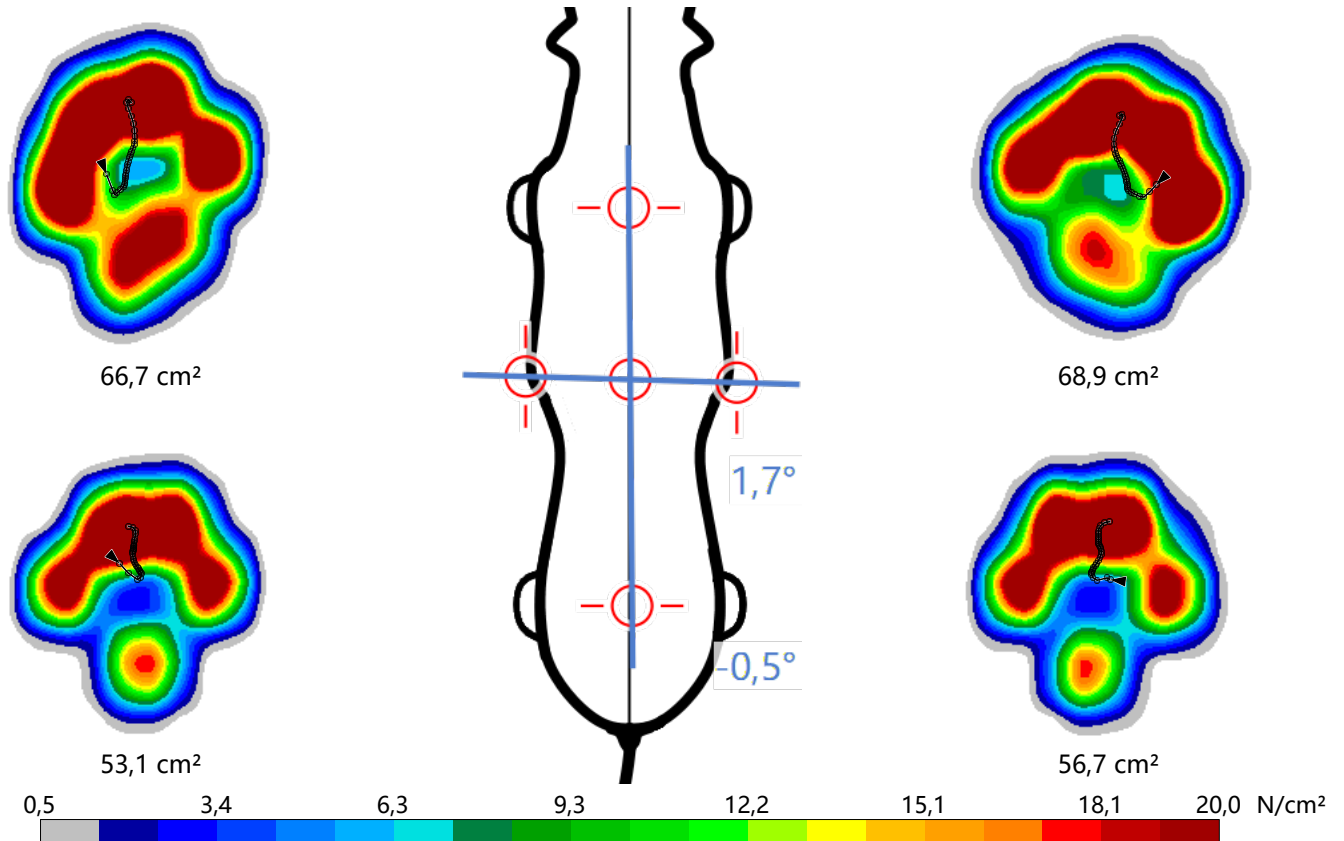 66,7 cm²
68,9 cm²
1,7°
-0,5°
53,1 cm²
56,7 cm²
0,5 3,4 6,3 9,3 12,2 15,1 18,1 20,0 N/cm²